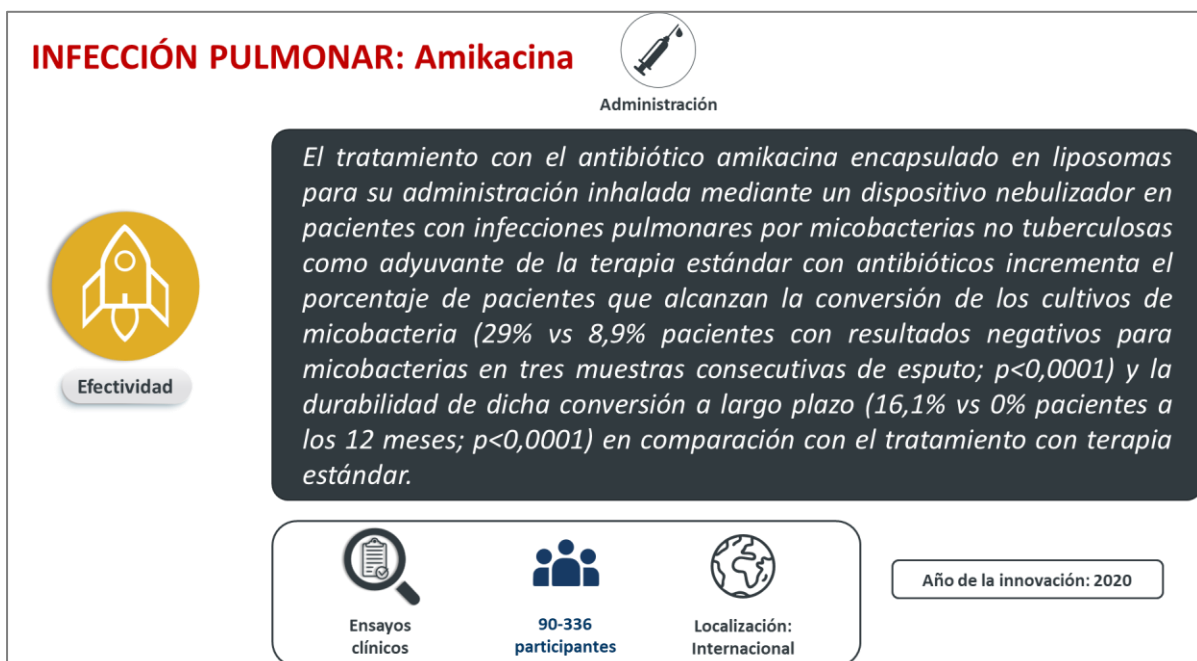 INFECCIÓN PULMONAR: Amikacina
Administración
El tratamiento con el antibiótico amikacina encapsulado en liposomas
para su administración inhalada mediante un dispositivo nebulizador en
pacientes con infecciones pulmonares por micobacterias no tuberculosas
como adyuvante de la terapia estándar con antibióticos incrementa el
porcentaje de pacientes que alcanzan la conversión de los cultivos de
micobacteria (29% vs 8,9% pacientes con resultados negativos para
micobacterias en tres muestras consecutivas de esputo; p<0,0001) y la
durabilidad de dicha conversión a largo plazo (16,1% vs 0% pacientes a
los 12 meses; p<0,0001) en comparación con el tratamiento con terapia
estándar.
Efectividad
Ensayos
clínicos
90-336
participantes
Localización:
Internacional
Año de la innovación: 2020